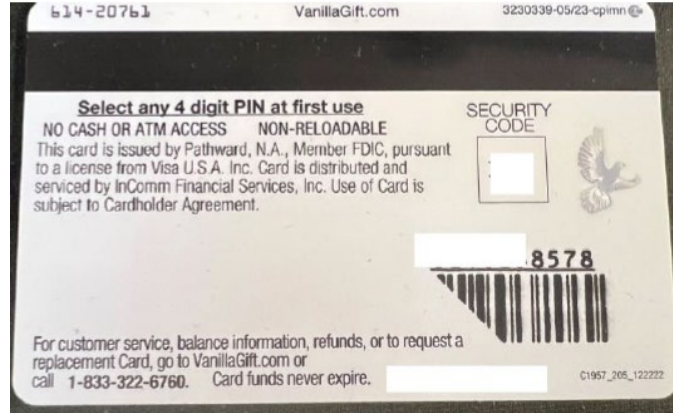 614-20761 VanillaGift.com 3230339-05/23-cpimn
Select any 4 digit PIN at first use
NO CASH OR ATM ACCESS NON-RELOADABLE
SECURITY
CODE
This card is issued by Pathward, N.A., Member FDIC, pursuant
to a license from Visa U.S.A. Inc. Card is distributed and
serviced by InComm Financial Services, Inc. Use of Card is
subject to Cardholder Agreement.
8578
For customer service, balance information, refunds, or to request a
replacement Card, go to VanillaGift.com or
call 1-833-322-6760. Card funds never expire.
C1957_205_122222